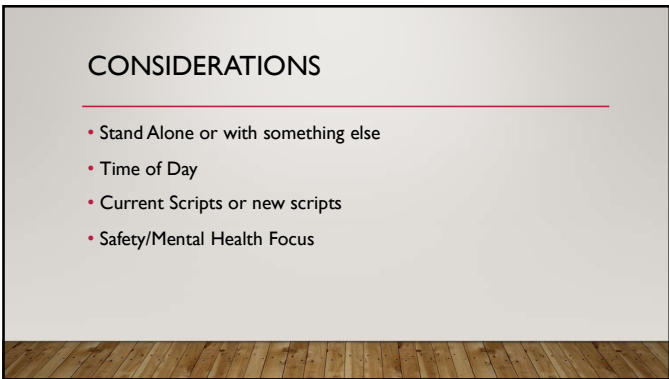 CONSIDERATIONS
• Stand Alone or with something else
• Time of Day
• Current Scripts or new scripts
• Safety/Mental Health Focus